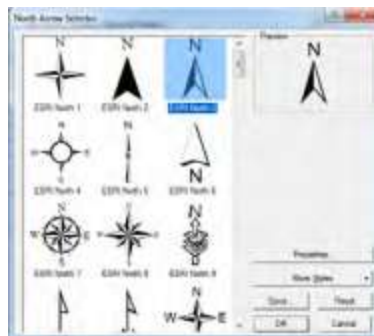 North Arrow Selector
Preview
N
N
N
N
ESRI North 1
ESRI North 2
ESRI North 3
N
ESRI North 4
ESRI North 5
ESRI North 6
N
N
N
W
E
ESRI North 7
ESRI North 8
ESRI North 9
N
W
E
Properties...
More Styles
Save...
Reset
OK
Cancel